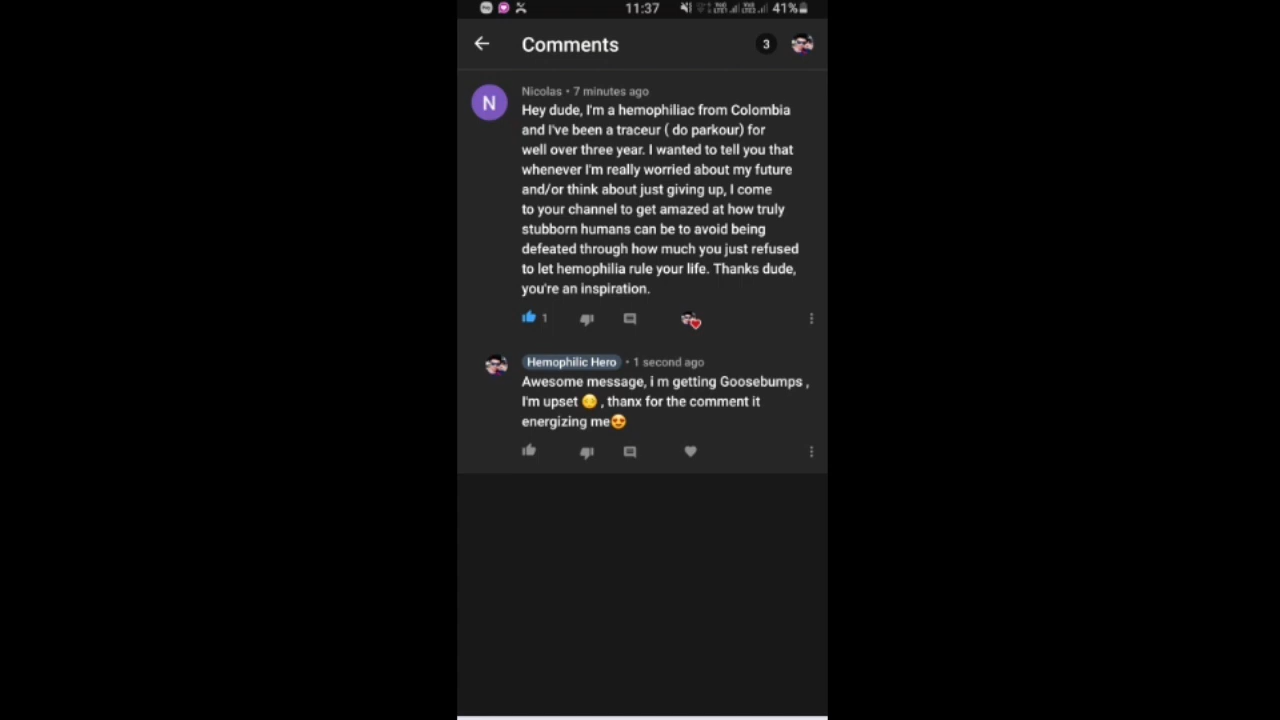 11:37 41%
Comments 3
N
Nicolas • 7 minutes ago
Hey dude, I'm a hemophiliac from Colombia
and I've been a traceur ( do parkour) for
well over three year. I wanted to tell you that
whenever I'm really worried about my future
and/or think about just giving up, I come
to your channel to get amazed at how truly
stubborn humans can be to avoid being
defeated through how much you just refused
to let hemophilia rule your life. Thanks dude,
you're an inspiration.
1
Hemophilic Hero • 1 second ago
Awesome message, i m getting Goosebumps ,
I'm upset 😔 , thanx for the comment it
energizing me😍